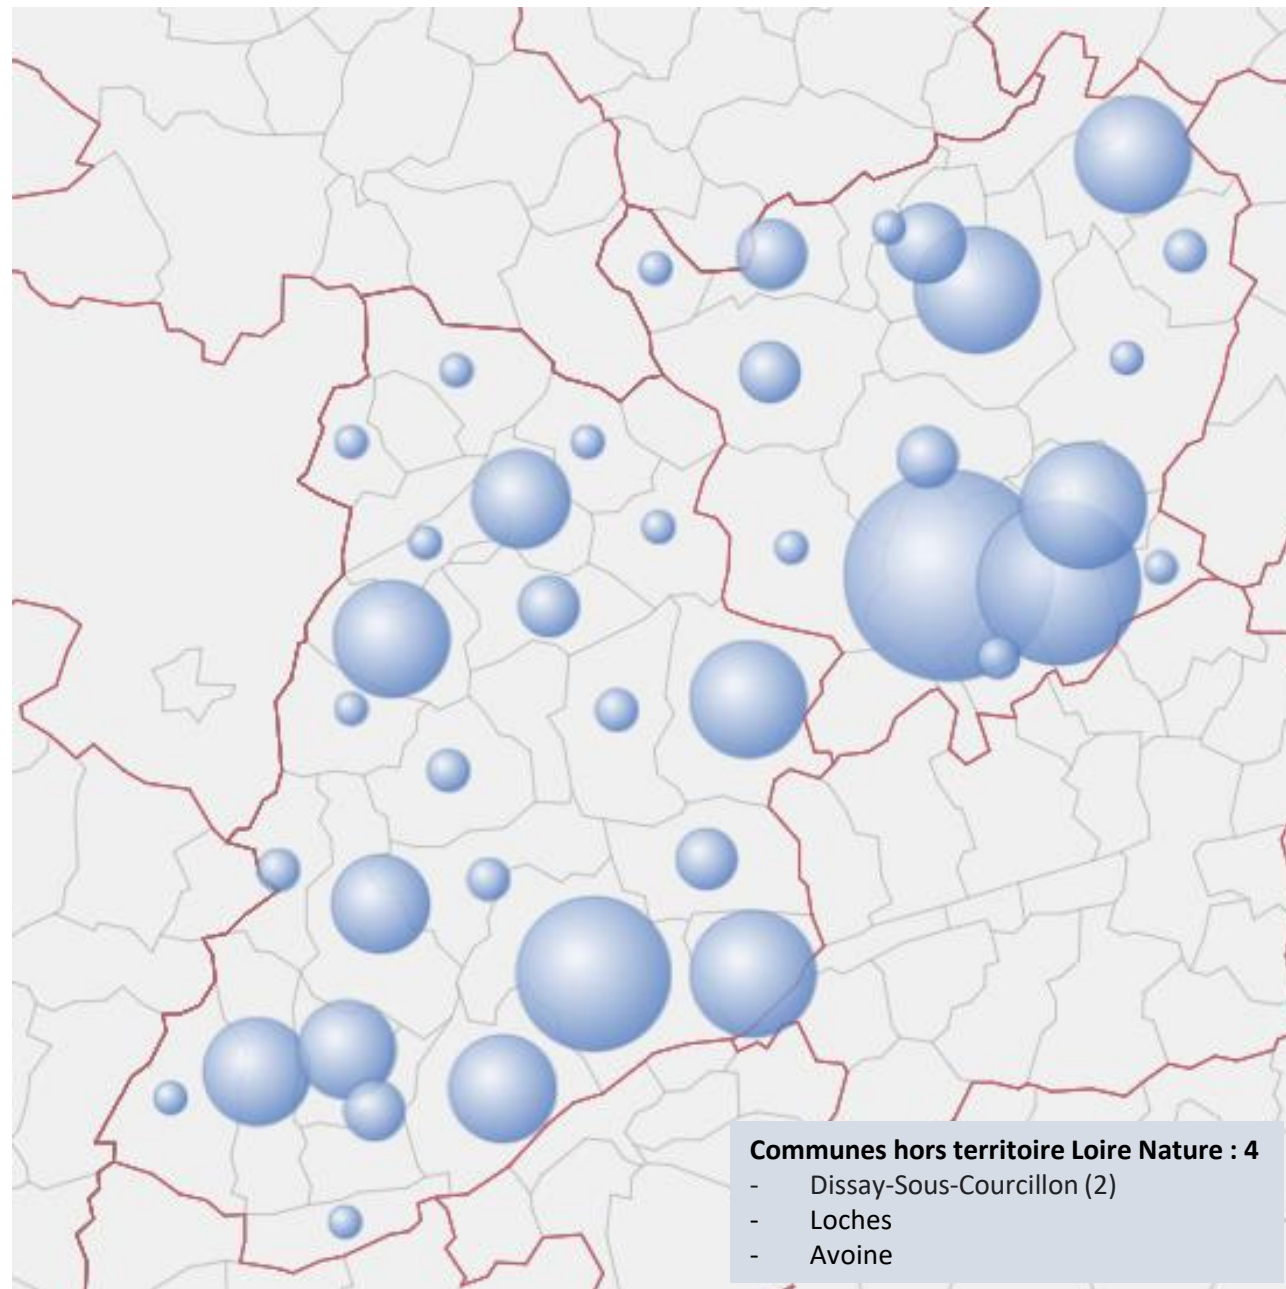 Communes hors territoire Loire Nature : 4
- Dissay-Sous-Courcillon (2)
- Loches
- Avoine